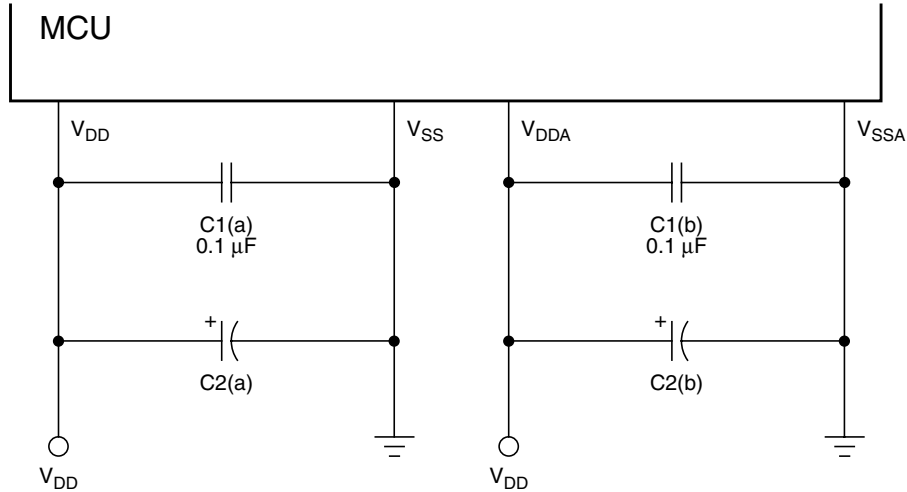 MCU
VDD
VSS
VDDA
VSSA
C1(a)
0.1 µF
C1(b)
0.1 µF
+
C2(a)
+
C2(b)
VDD
VDD